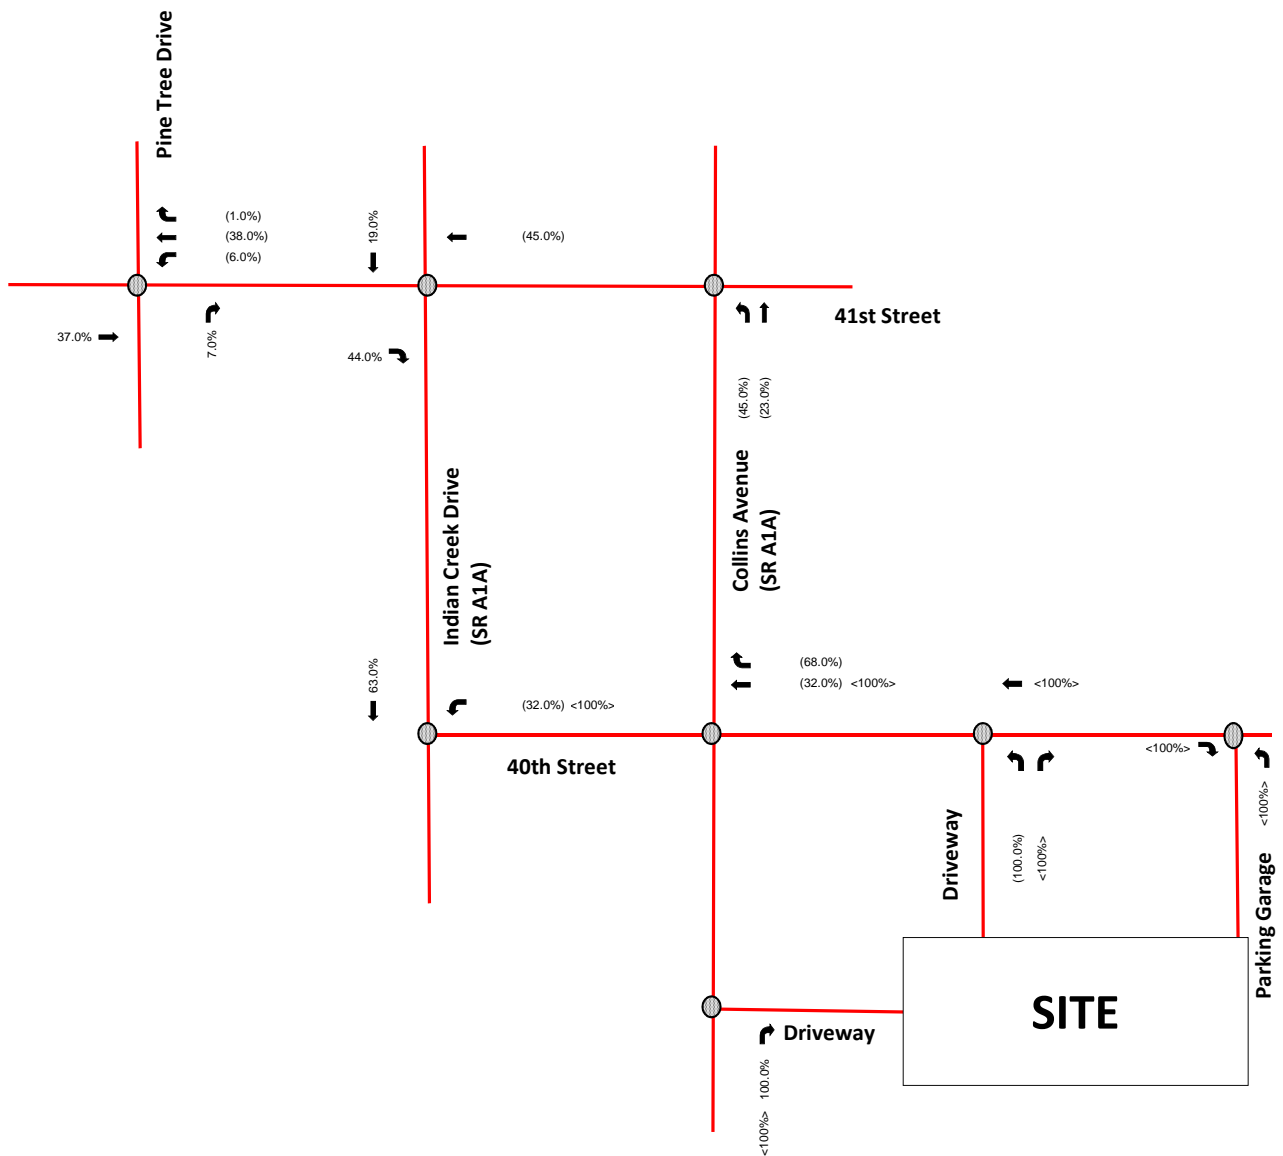 Pine Tree Drive
(1.0%)
(38.0%)
(6.0%)
19.0%
(45.0%)
37.0%
7.0%
44.0%
41st Street
(45.0%)
(23.0%)
Indian Creek Drive
(SR A1A)
Collins Avenue
(SR A1A)
63.0%
(68.0%)
(32.0%) <100%>
<100%>
(32.0%) <100%>
40th Street
<100%>
<100%>
Driveway
(100.0%)
<100%>
Parking Garage
SITE
Driveway
<100%> 100.0%